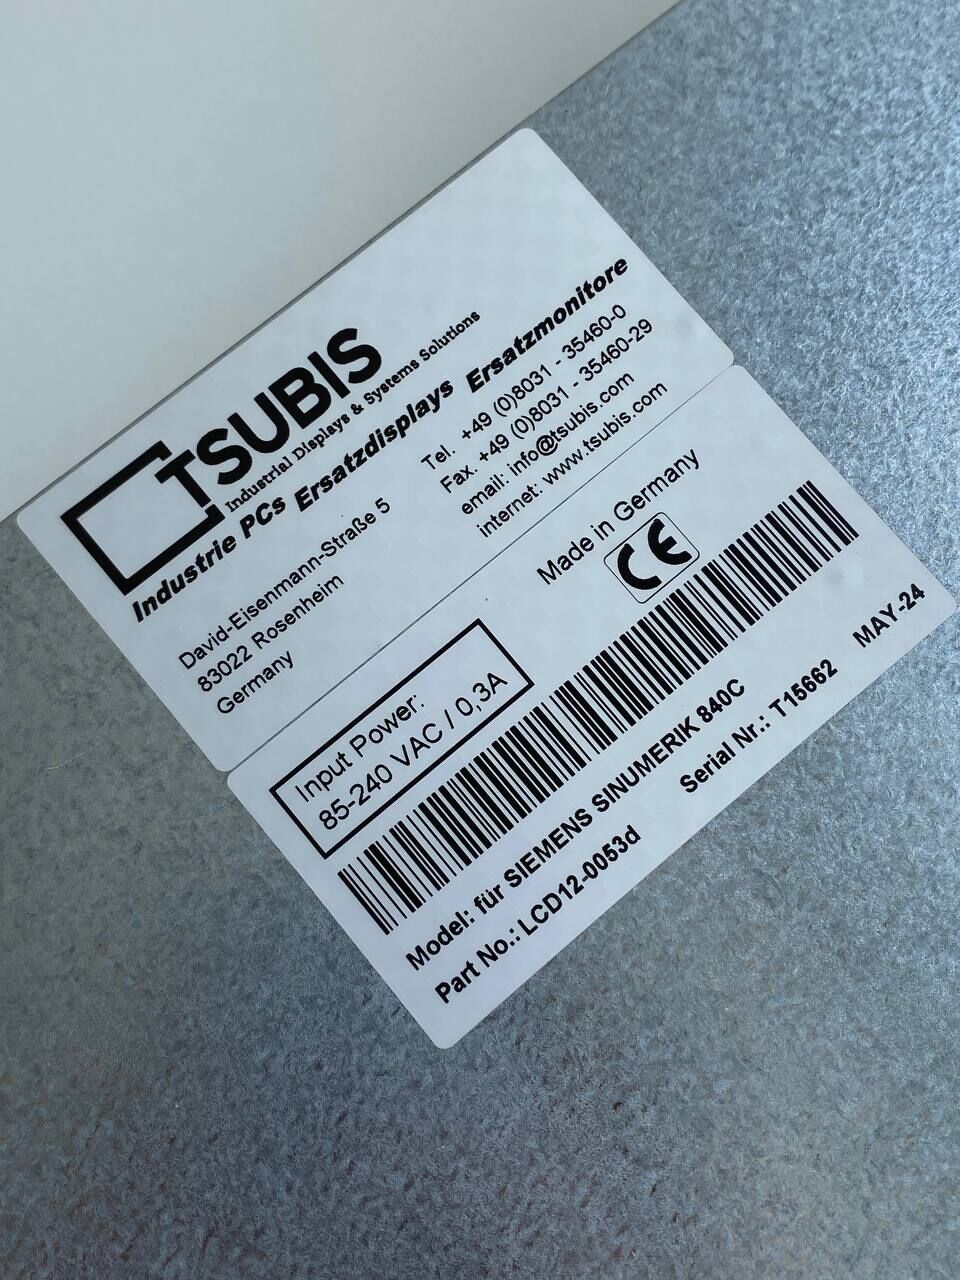 TSUBIS
Industrial Displays & Systems Solutions
Industrie PCs Ersatzdisplays Ersatzmonitore
David-Eisenmann-Straße 5
83022 Rosenheim
Germany
Tel. +49 (0)8031 - 35460-0
Fax. +49 (0)8031 - 35460-29
email: info@tsubis.com
internet: www.tsubis.com
Input Power:
85-240 VAC / 0,3A
Made in Germany
CE
Model: für SIEMENS SINUMERIK 840C
Part No.: LCD12-0053d
Serial Nr.: T15662
MAY-24